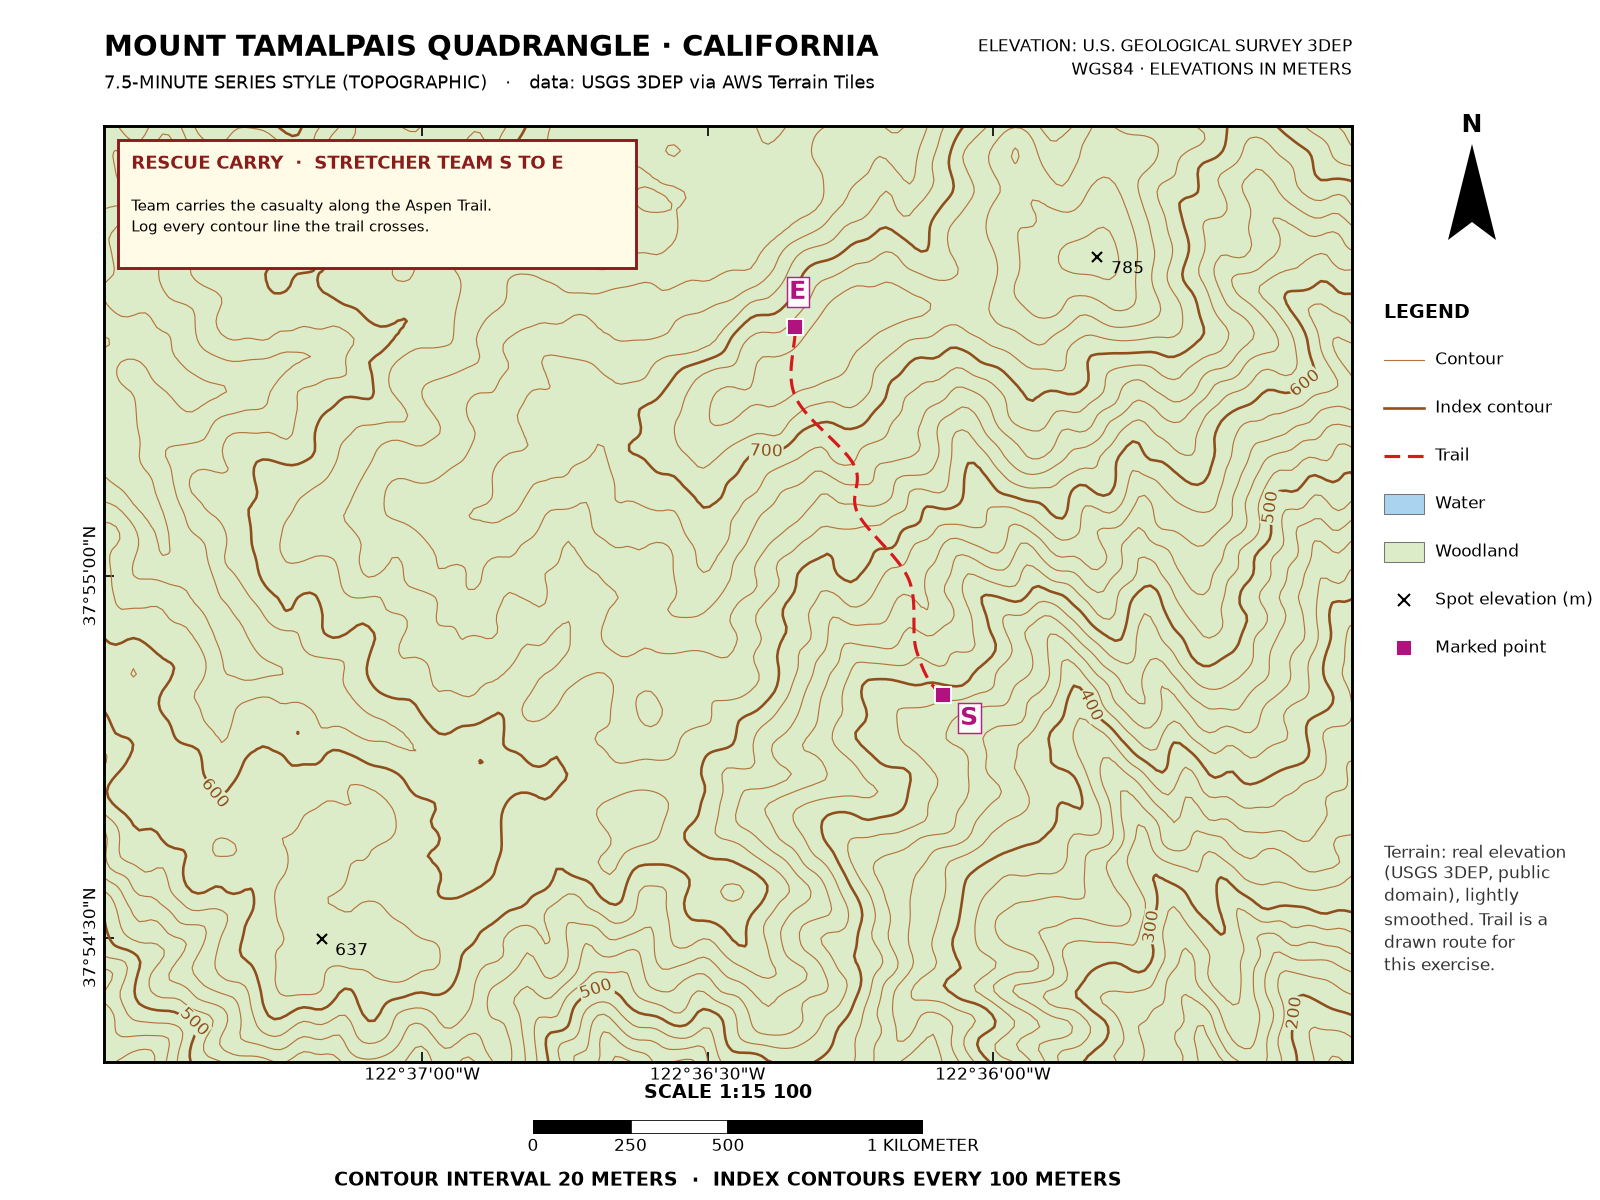 MOUNT TAMALPAIS QUADRANGLE · CALIFORNIA
7.5-MINUTE SERIES STYLE (TOPOGRAPHIC) · data: USGS 3DEP via AWS Terrain Tiles
ELEVATION: U.S. GEOLOGICAL SURVEY 3DEP
WGS84 · ELEVATIONS IN METERS
RESCUE CARRY · STRETCHER TEAM S TO E
Team carries the casualty along the Aspen Trail.
Log every contour line the trail crosses.
785
E
600
700
500
400
S
600
637
300
500
500
200
37°55'00"N
37°54'30"N
122°37'00"W
122°36'30"W
122°36'00"W
N
LEGEND
Contour
Index contour
Trail
Water
Woodland
Spot elevation (m)
Marked point
Terrain: real elevation
(USGS 3DEP, public
domain), lightly
smoothed. Trail is a
drawn route for
this exercise.
SCALE 1:15 100
0 250 500 1 KILOMETER
CONTOUR INTERVAL 20 METERS · INDEX CONTOURS EVERY 100 METERS